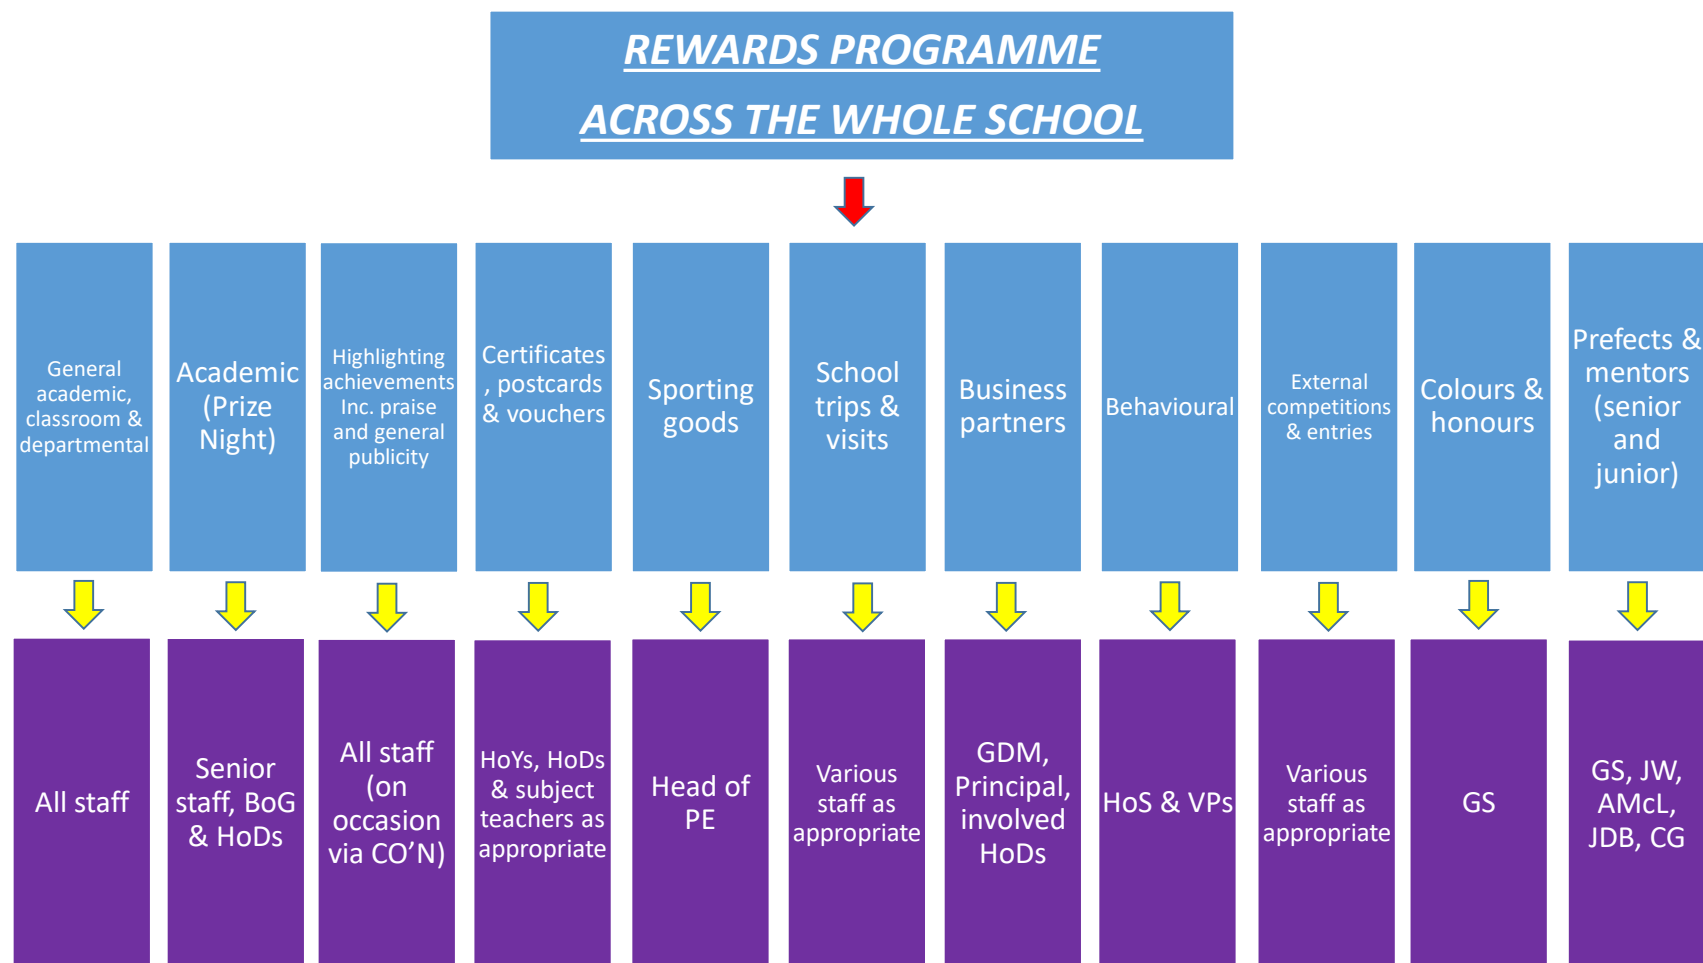 REWARDS PROGRAMME
ACROSS THE WHOLE SCHOOL
General
academic,
classroom &
departmental
Academic
(Prize
Night)
Highlighting
achievements
Inc. praise
and general
publicity
Certificates
, postcards
& vouchers
Sporting
goods
School
trips &
visits
Business
partners
Behavioural
External
competitions
& entries
Colours &
honours
Prefects &
mentors
(senior
and
junior)
All staff
Senior
staff, BoG
& HoDs
All staff
(on
occasion
via CO’N)
HoYs, HoDs
& subject
teachers as
appropriate
Head of
PE
Various
staff as
appropriate
GDM,
Principal,
involved
HoDs
HoS & VPs
Various
staff as
appropriate
GS
GS, JW,
AMcL,
JDB, CG